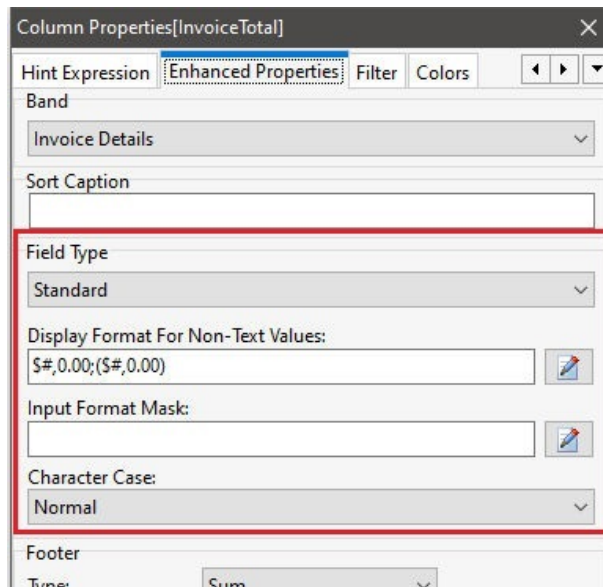 Column Properties[InvoiceTotal]
Hint Expression Enhanced Properties Filter Colors
Band
Invoice Details
Sort Caption
Field Type
Standard
Display Format For Non-Text Values:
$#,0.00;($#,0.00)
Input Format Mask:
Character Case:
Normal
Footer
Type: Sum